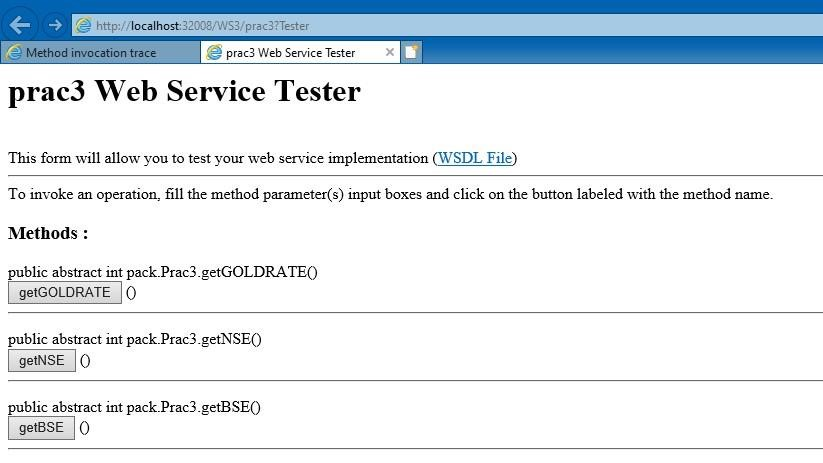 http://localhost:32008/WS3/prac3?Tester
Method invocation trace
prac3 Web Service Tester
prac3 Web Service Tester
This form will allow you to test your web service implementation (WSDL File)
To invoke an operation, fill the method parameter(s) input boxes and click on the button labeled with the method name.
Methods :
public abstract int pack.Prac3.getGOLDRATE()
getGOLDRATE ()
public abstract int pack.Prac3.getNSE()
getNSE ()
public abstract int pack.Prac3.getBSE()
getBSE ()